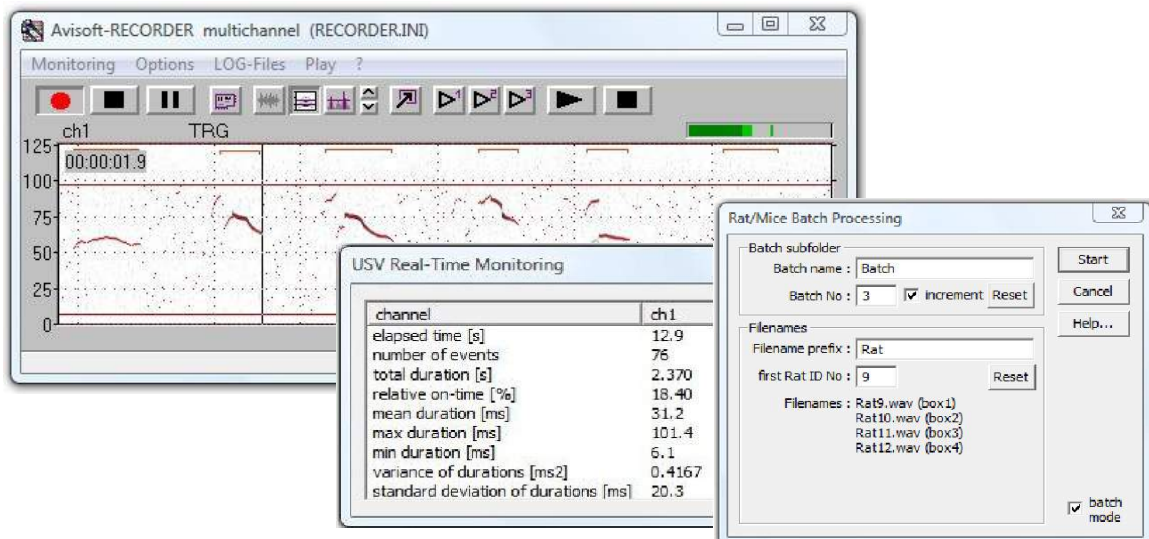 Avisoft-RECORDER multichannel (RECORDER.INI)
Monitoring Options LOG-Files Play ?
1 2 3
ch1 TRG
125
00:00:01.9
100
75
50
25
0
USV Real-Time Monitoring
channel ch1
elapsed time [s] 12.9
number of events 76
total duration [s] 2.370
relative on-time [%] 18.40
mean duration [ms] 31.2
max duration [ms] 101.4
min duration [ms] 6.1
variance of durations [ms2] 0.4167
standard deviation of durations [ms] 20.3
Rat/Mice Batch Processing
Batch subfolder
Batch name : Batch
Batch No : 3 increment Reset
Filenames
Filename prefix : Rat
first Rat ID No : 9 Reset
Filenames : Rat9.wav (box1)
Rat10.wav (box2)
Rat11.wav (box3)
Rat12.wav (box4)
Start
Cancel
Help...
batch
mode